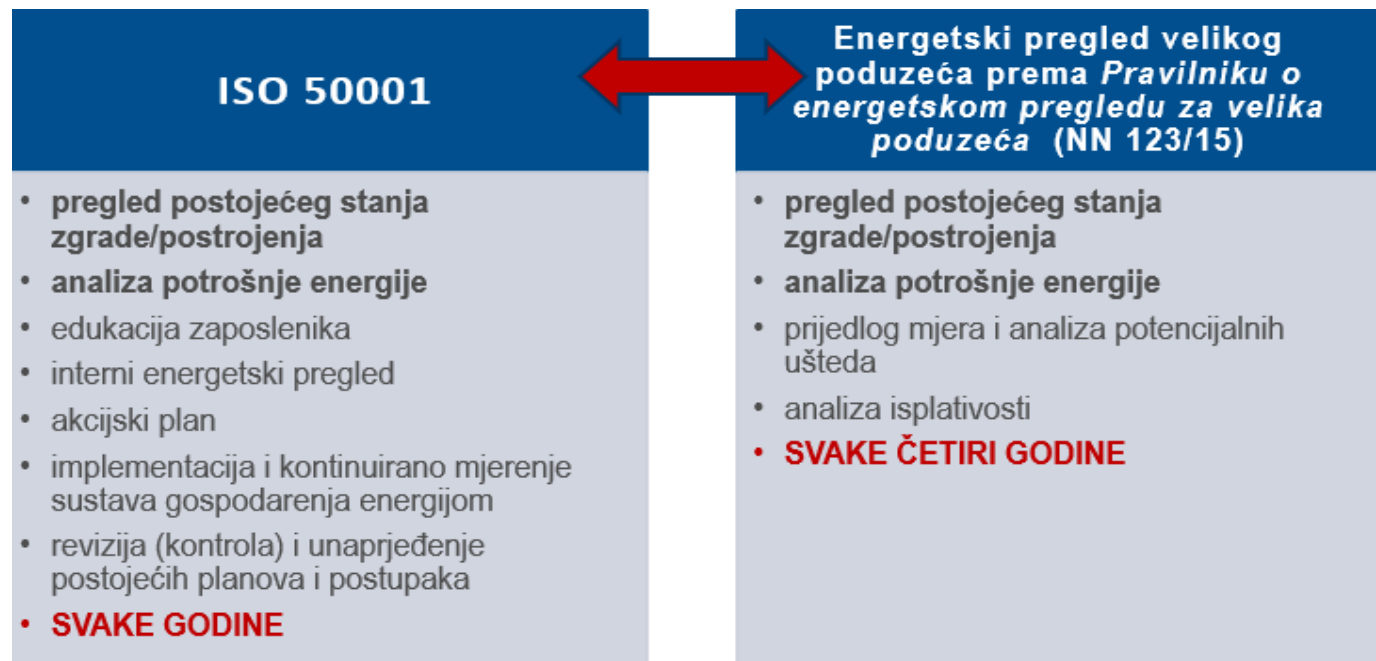 ISO 50001
• pregled postojećeg stanja
zgrade/postrojenja
• analiza potrošnje energije
• edukacija zaposlenika
• interni energetski pregled
• akcijski plan
• implementacija i kontinuirano mjerenje
sustava gospodarenja energijom
• revizija (kontrola) i unaprjeđenje
postojećih planova i postupaka
• SVAKE GODINE
Energetski pregled velikog
poduzeća prema Pravilniku o
energetskom pregledu za velika
poduzeća (NN 123/15)
• pregled postojećeg stanja
zgrade/postrojenja
• analiza potrošnje energije
• prijedlog mjera i analiza potencijalnih
ušteda
• analiza isplativosti
• SVAKE ČETIRI GODINE